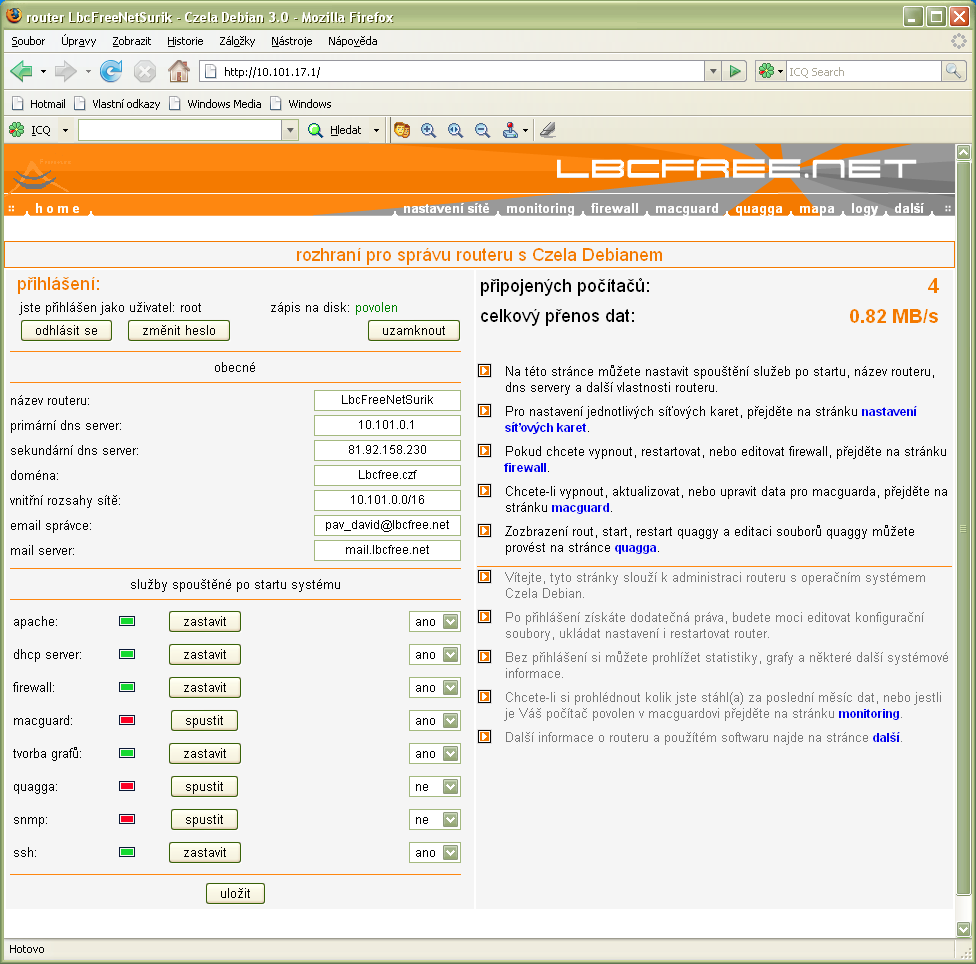 router LbcFreeNetSurik - Czela Debian 3.0 - Mozilla Firefox
Soubor Úpravy Zobrazit Historie Záložky Nástroje Nápověda
http://10.101.17.1/
ICQ Search
Hotmail Vlastní odkazy Windows Media Windows
ICQ Hledat
LBCFREE.NET
:: home nastavení sítě monitoring firewall macguard quagga mapa logy další ::
rozhraní pro správu routeru s Czela Debianem
přihlášení:
jste přihlášen jako uživatel: root zápis na disk: povolen
odhlásit se změnit heslo uzamknout
obecné
název routeru: LbcFreeNetSurik
primární dns server: 10.101.0.1
sekundární dns server: 81.92.158.230
doména: Lbcfree.czf
vnitřní rozsahy sítě: 10.101.0.0/16
email správce: pav_david@lbcfree.net
mail server: mail.lbcfree.net
služby spouštěné po startu systému
apache: zastavit ano
dhcp server: zastavit ano
firewall: zastavit ano
macguard: spustit ano
tvorba grafů: zastavit ano
quagga: spustit ne
snmp: spustit ne
ssh: zastavit ano
uložit
připojených počítačů: 4
celkový přenos dat: 0.82 MB/s
Na této stránce můžete nastavit spouštění služeb po startu, název routeru,
dns servery a další vlastnosti routeru.
Pro nastavení jednotlivých síťových karet, přejděte na stránku nastavení
síťových karet.
Pokud chcete vypnout, restartovat, nebo editovat firewall, přejděte na stránku
firewall.
Chcete-li vypnout, aktualizovat, nebo upravit data pro macguarda, přejděte na
stránku macguard.
Zozbrazení rout, start, restart quaggy a editaci souborů quaggy můžete
provést na stránce quagga.
Vítejte, tyto stránky slouží k administraci routeru s operačním systémem
Czela Debian.
Po přihlášení získáte dodatečná práva, budete moci editovat konfigurační
soubory, ukládat nastavení i restartovat router.
Bez přihlášení si můžete prohlížet statistiky, grafy a některé další systémové
informace.
Chcete-li si prohlédnout kolik jste stáhl(a) za poslední měsíc dat, nebo jestli
je Váš počítač povolen v macguardovi přejděte na stránku monitoring.
Další informace o routeru a použítém softwaru najde na stránce další.
Hotovo